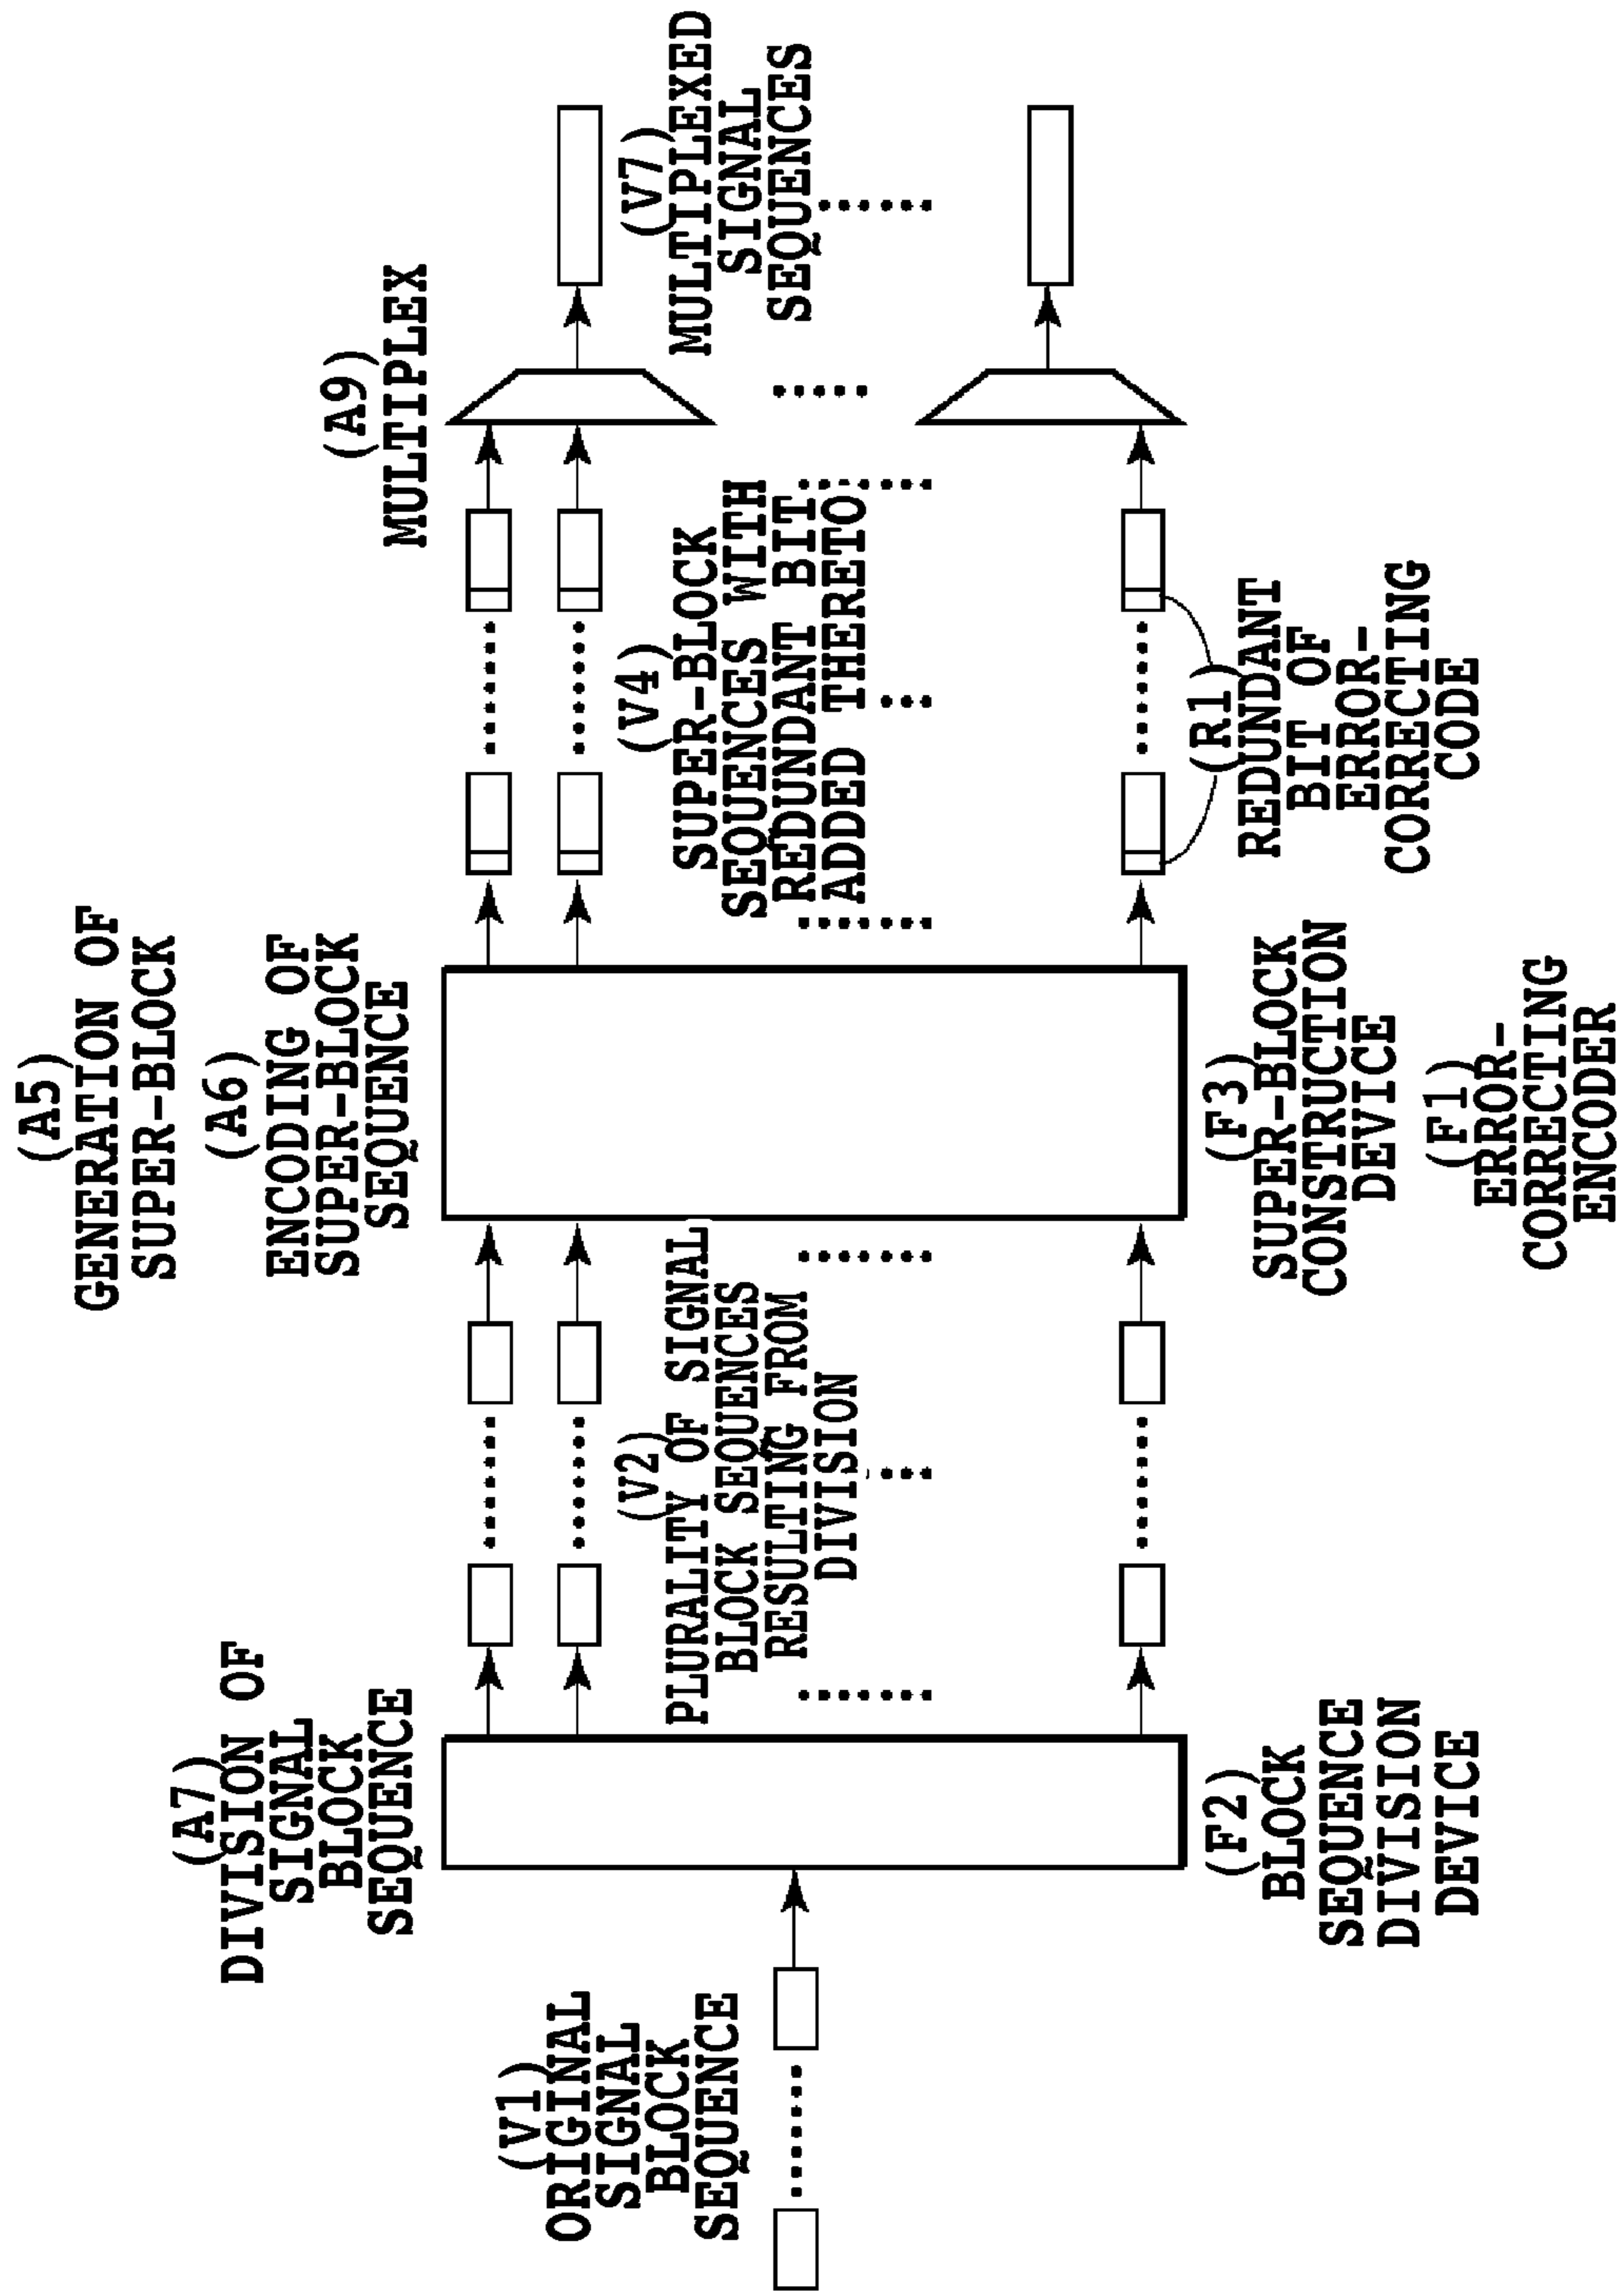 (V1)
ORIGINAL
SIGNAL
BLOCK
SEQUENCE
(A7)
DIVISION OF
SIGNAL
BLOCK
SEQUENCE
(F2)
BLOCK
SEQUENCE
DIVISION
DEVICE
(V2)
PLURALITY OF SIGNAL
BLOCK SEQUENCES
RESULTING FROM
DIVISION
(A5)
GENERATION OF
SUPER-BLOCK
(A6)
ENCODING OF
SUPER-BLOCK
SEQUENCE
(F3)
SUPER-BLOCK
CONSTRUCTION
DEVICE
(F1)
ERROR-
CORRECTING
ENCODER
(V4)
SUPER-BLOCK
SEQUENCES WITH
REDUNDANT BIT
ADDED THERETO
(R1)
REDUNDANT
BIT OF
ERROR-
CORRECTING
CODE
(A9)
MULTIPLEX
(V7)
MULTIPLEXED
SIGNAL
SEQUENCES